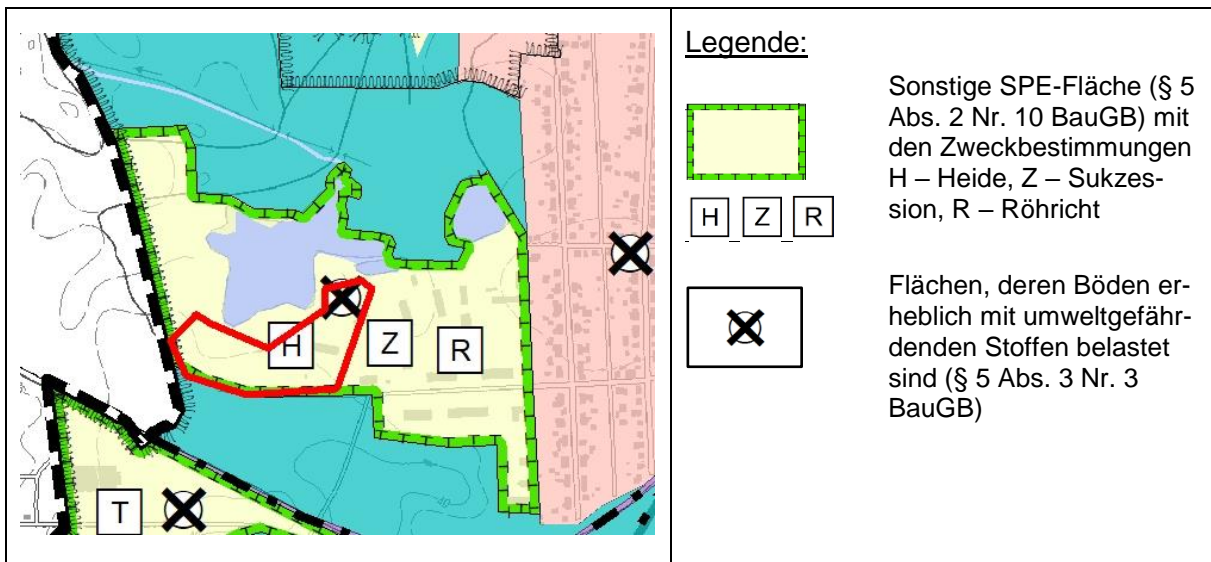 H
Z
R
T
Legende:
Sonstige SPE-Fläche (§ 5
Abs. 2 Nr. 10 BauGB) mit
den Zweckbestimmungen
H – Heide, Z – Sukzes-
sion, R – Röhricht
H Z R
Flächen, deren Böden er-
heblich mit umweltgefähr-
denden Stoffen belastet
sind (§ 5 Abs. 3 Nr. 3
BauGB)